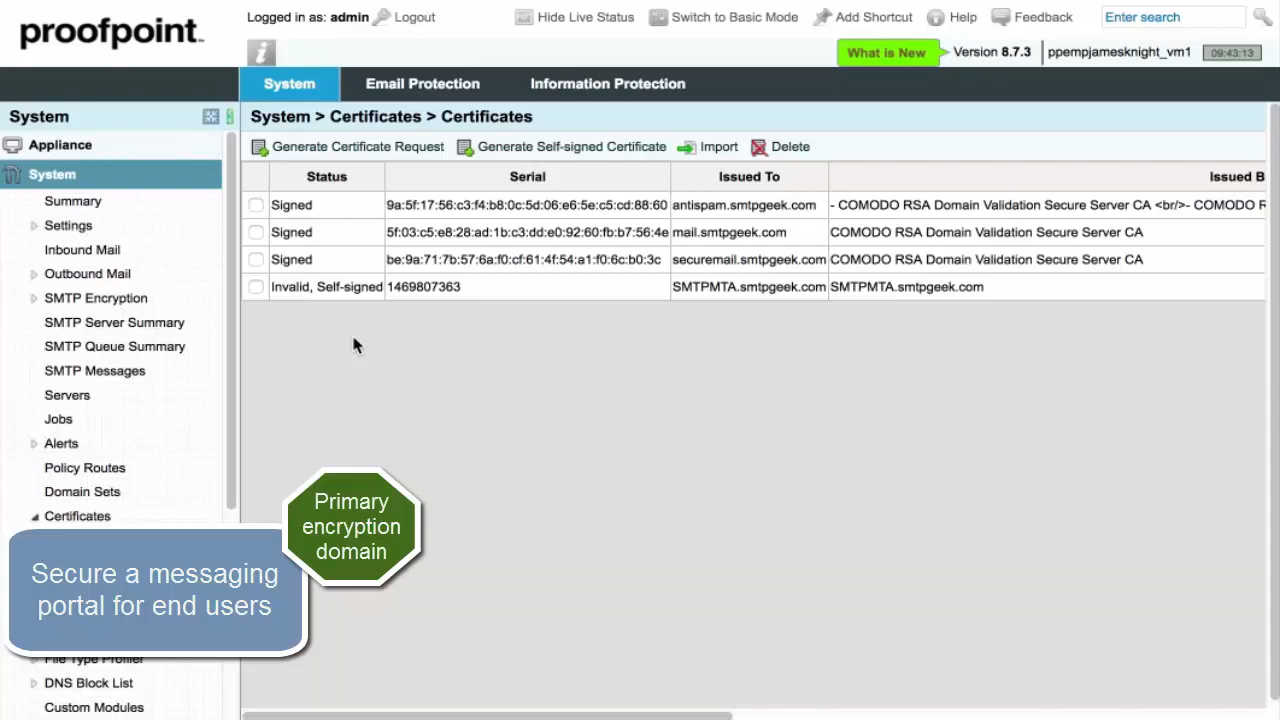 proofpoint™
Logged in as: admin Logout
Hide Live Status
Switch to Basic Mode
Add Shortcut
Help
Feedback
Enter search
What is New
Version 8.7.3
ppempjamesknight_vm1
09:43:13
System
Email Protection
Information Protection
System
Appliance
System
Summary
Settings
Inbound Mail
Outbound Mail
SMTP Encryption
SMTP Server Summary
SMTP Queue Summary
SMTP Messages
Servers
Jobs
Alerts
Policy Routes
Domain Sets
Certificates
File Type Profiler
DNS Block List
Custom Modules
System > Certificates > Certificates
Generate Certificate Request
Generate Self-signed Certificate
Import
Delete
Status Serial Issued To Issued B
Signed 9a:5f:17:56:c3:f4:b8:0c:5d:06:e6:5e:c5:cd:88:60 antispam.smtpgeek.com - COMODO RSA Domain Validation Secure Server CA <br/>- COMODO R
Signed 5f:03:c5:e8:28:ad:1b:c3:dd:e0:92:60:fb:b7:56:4e mail.smtpgeek.com COMODO RSA Domain Validation Secure Server CA
Signed be:9a:71:7b:57:6a:f0:cf:61:4f:54:a1:f0:6c:b0:3c securemail.smtpgeek.com COMODO RSA Domain Validation Secure Server CA
Invalid, Self-signed 1469807363 SMTPMTA.smtpgeek.com SMTPMTA.smtpgeek.com
Primary
encryption
domain
Secure a messaging
portal for end users